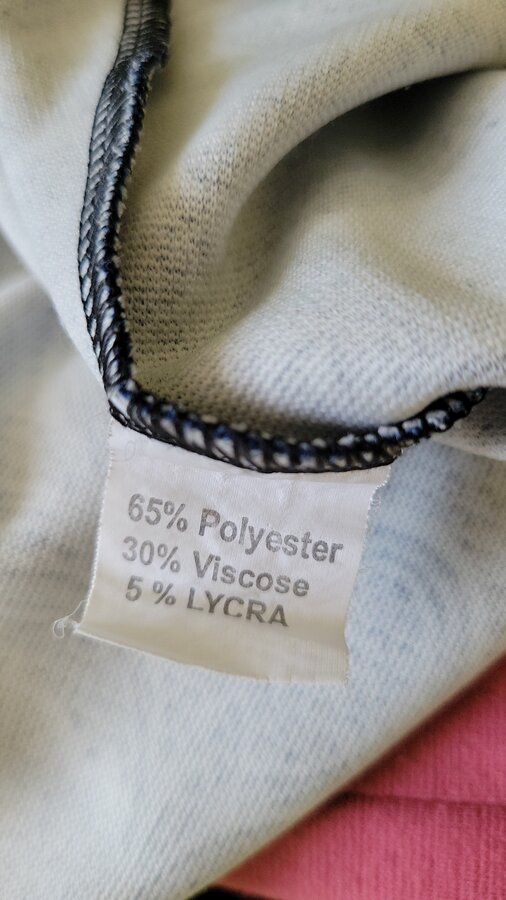 65% Polyester
30% Viscose
5 % LYCRA